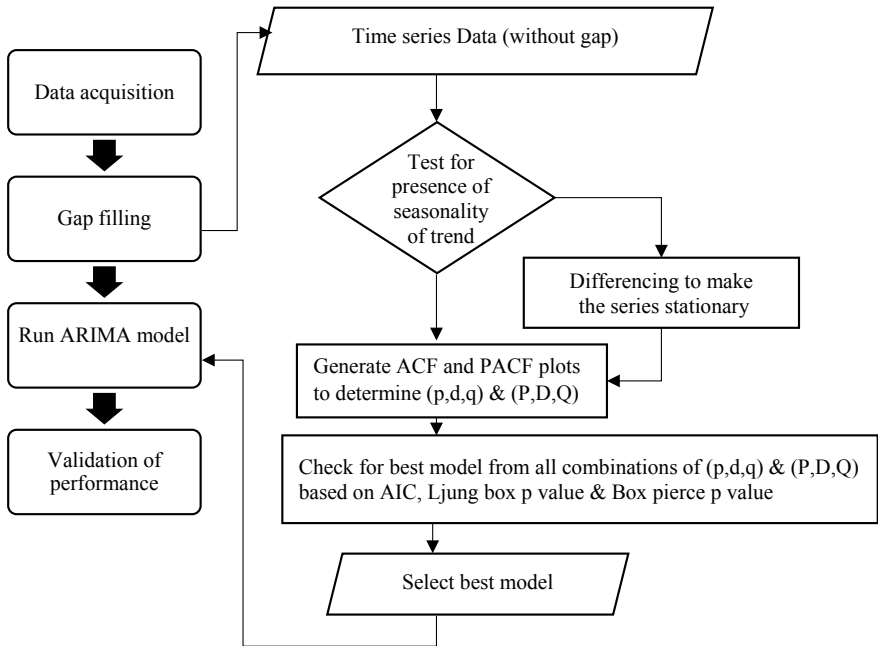 Data acquisition
Gap filling
Run ARIMA model
Validation of
performance
Time series Data (without gap)
Test for
presence of
seasonality
of trend
Differencing to make
the series stationary
Generate ACF and PACF plots
to determine (p,d,q) & (P,D,Q)
Check for best model from all combinations of (p,d,q) & (P,D,Q)
based on AIC, Ljung box p value & Box pierce p value
Select best model